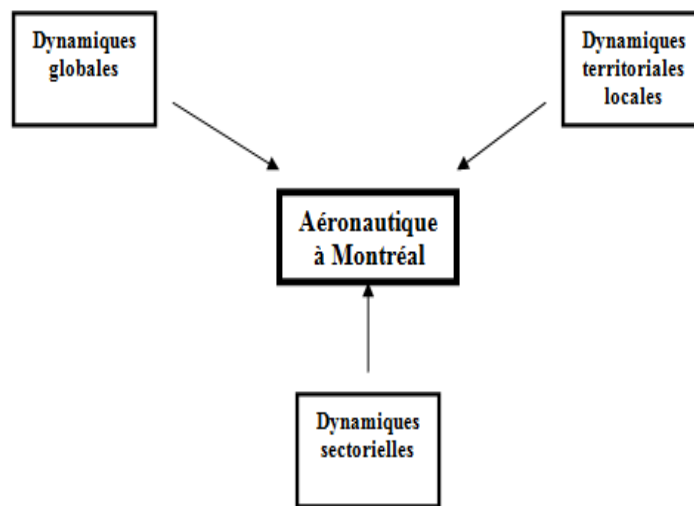 Dynamiques
globales
Dynamiques
territoriales
locales
Aéronautique
à Montréal
Dynamiques
sectorielles